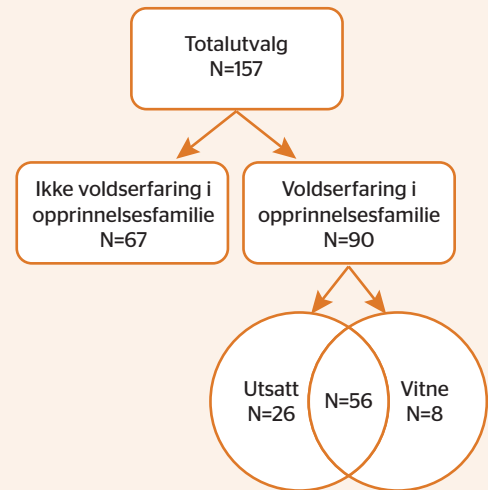 Totalutvalg
N=157
Ikke voldserfaring i
opprinnelsesfamilie
N=67
Voldserfaring i
opprinnelsesfamilie
N=90
Utsatt
N=26
N=56
Vitne
N=8